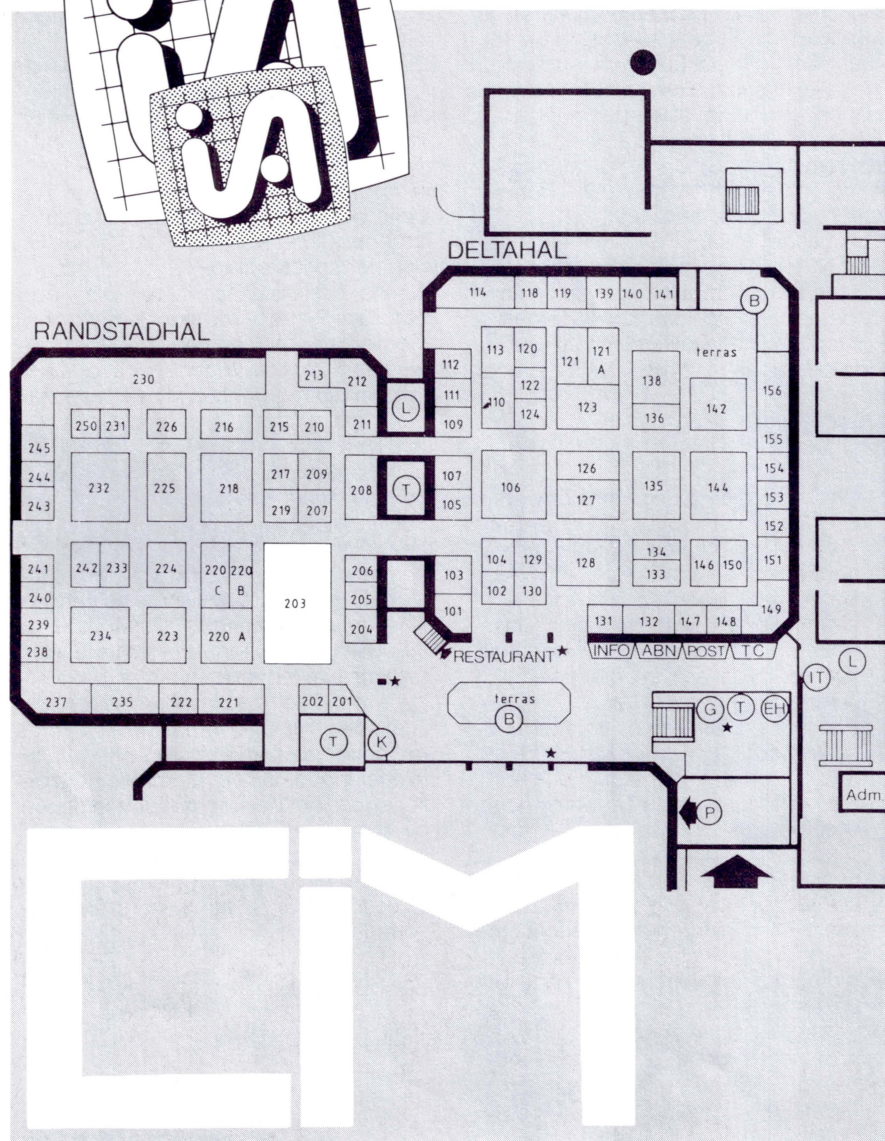 DELTAHAL
RANDSTADHAL
114 118 119 139 140 141 B
113 120 121 121 A 138 terras 156
112 111 109 110 122 124 123 136 142
155
107 105 106 126 127 135 144 154 153
152
103 101 104 129 102 130 128 134 133 146 150 151
131 132 147 148 149
INFO ABN POST TC
RESTAURANT
terras
B
230 213 212 L
250 231 226 216 215 210 211
245 244 243 232 225 218 217 209 219 207 208 T
241 240 242 233 224 220 C 220 B 203 206 205
239 238 234 223 220 A 204
237 235 222 221 202 201
T K
G T EH IT L
P
Adm.
CiM